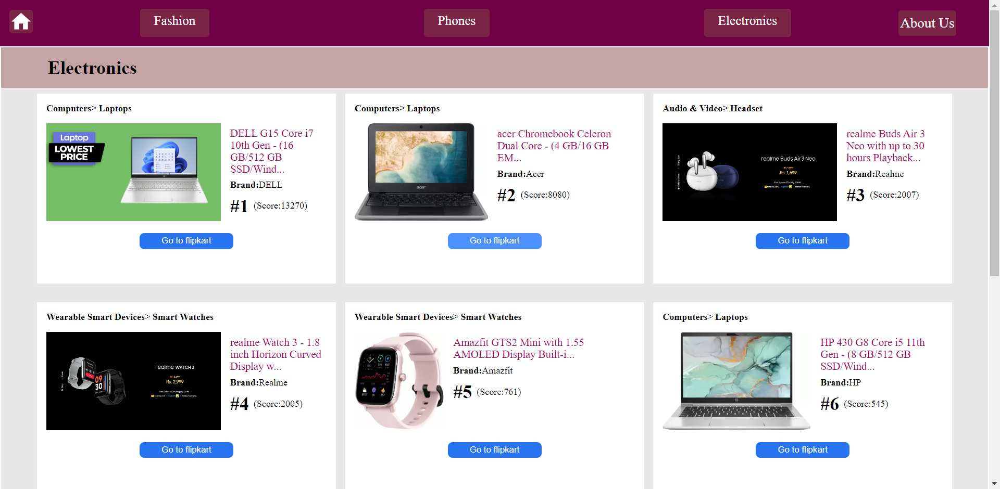 Fashion
Phones
Electronics
About Us
Electronics
Computers> Laptops
Laptop
LOWEST
PRICE
DELL G15 Core i7
10th Gen - (16
GB/512 GB
SSD/Wind...
Brand:DELL
#1 (Score:13270)
Go to flipkart
Computers> Laptops
acer
acer Chromebook Celeron
Dual Core - (4 GB/16 GB
EM...
Brand:Acer
#2 (Score:8080)
Go to flipkart
Audio & Video> Headset
realme Buds Air 3 Neo
Rs. 1,699
realme Buds Air 3
Neo with up to 30
hours Playback...
Brand:Realme
#3 (Score:2007)
Go to flipkart
Wearable Smart Devices> Smart Watches
realme WATCH 3
Rs. 2,999
09
30
realme Watch 3 - 1.8
inch Horizon Curved
Display w...
Brand:Realme
#4 (Score:2005)
Go to flipkart
Wearable Smart Devices> Smart Watches
Amazfit GTS2 Mini with 1.55
AMOLED Display Built-i...
Brand:Amazfit
#5 (Score:761)
Go to flipkart
Computers> Laptops
HP 430 G8 Core i5 11th
Gen - (8 GB/512 GB
SSD/Wind...
Brand:HP
#6 (Score:545)
Go to flipkart